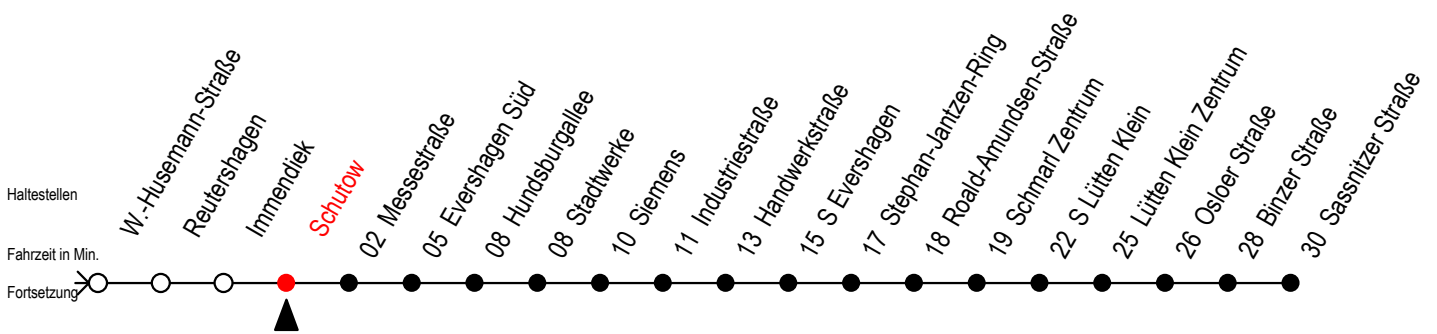 W.-Husemann-Straße
Reutershagen
Immendiek
Schutow
02 Messestraße
05 Evershagen Süd
08 Hundsburgallee
08 Stadtwerke
10 Siemens
11 Industriestraße
13 Handwerkstraße
15 S Evershagen
17 Stephan-Jantzen-Ring
18 Roald-Amundsen-Straße
19 Schmarl Zentrum
22 S Lütten Klein
25 Lütten Klein Zentrum
26 Osloer Straße
28 Binzer Straße
30 Sassnitzer Straße
Haltestellen
Fahrzeit in Min.
Fortsetzung